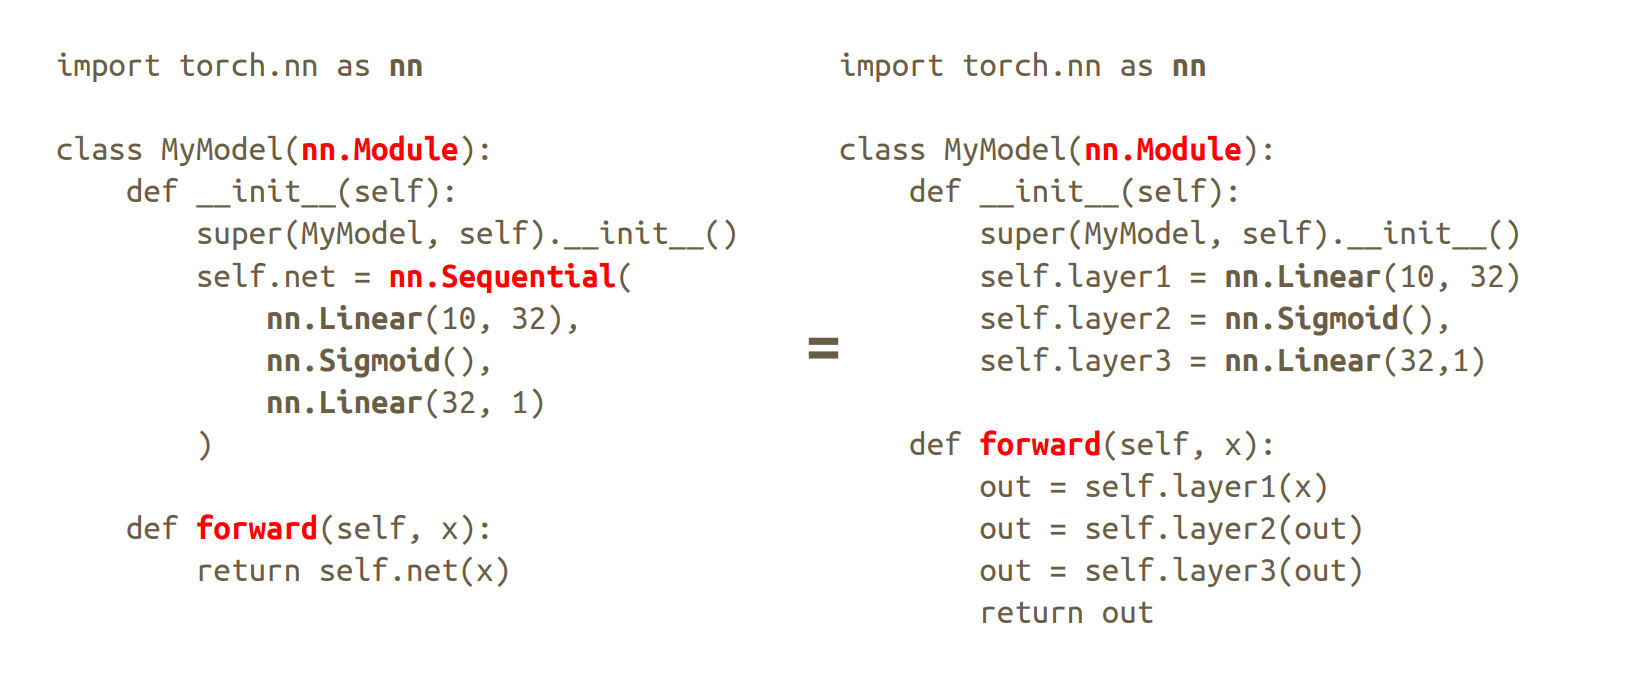 import torch.nn as nn
class MyModel(nn.Module):
    def __init__(self):
        super(MyModel, self).__init__()
        self.net = nn.Sequential(
            nn.Linear(10, 32),
            nn.Sigmoid(),
            nn.Linear(32, 1)
        )
    def forward(self, x):
        return self.net(x)
=
import torch.nn as nn
class MyModel(nn.Module):
    def __init__(self):
        super(MyModel, self).__init__()
        self.layer1 = nn.Linear(10, 32)
        self.layer2 = nn.Sigmoid(),
        self.layer3 = nn.Linear(32,1)
    def forward(self, x):
        out = self.layer1(x)
        out = self.layer2(out)
        out = self.layer3(out)
        return out